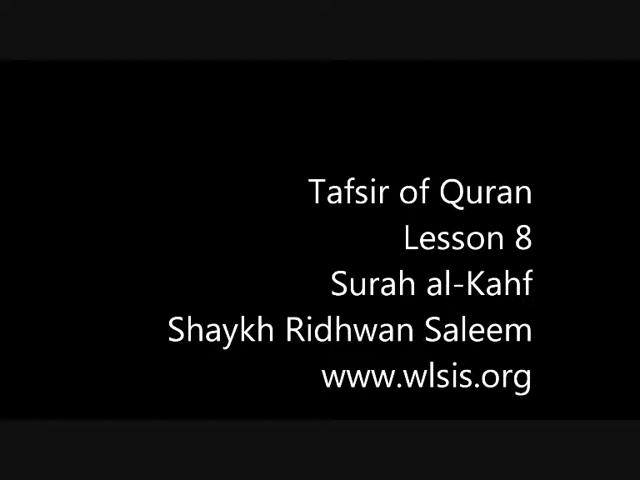 Tafsir of Quran
Lesson 8
Surah al-Kahf
Shaykh Ridhwan Saleem
www.wlsis.org